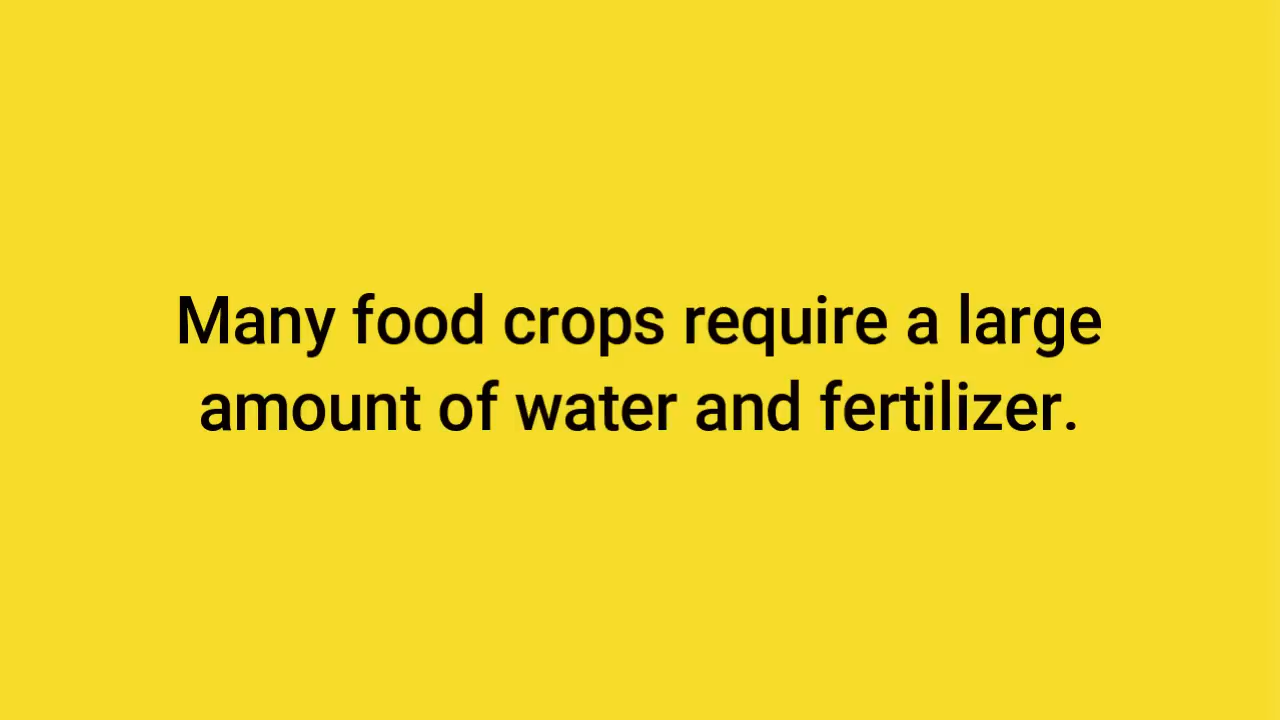 Many food crops require a large
amount of water and fertilizer.